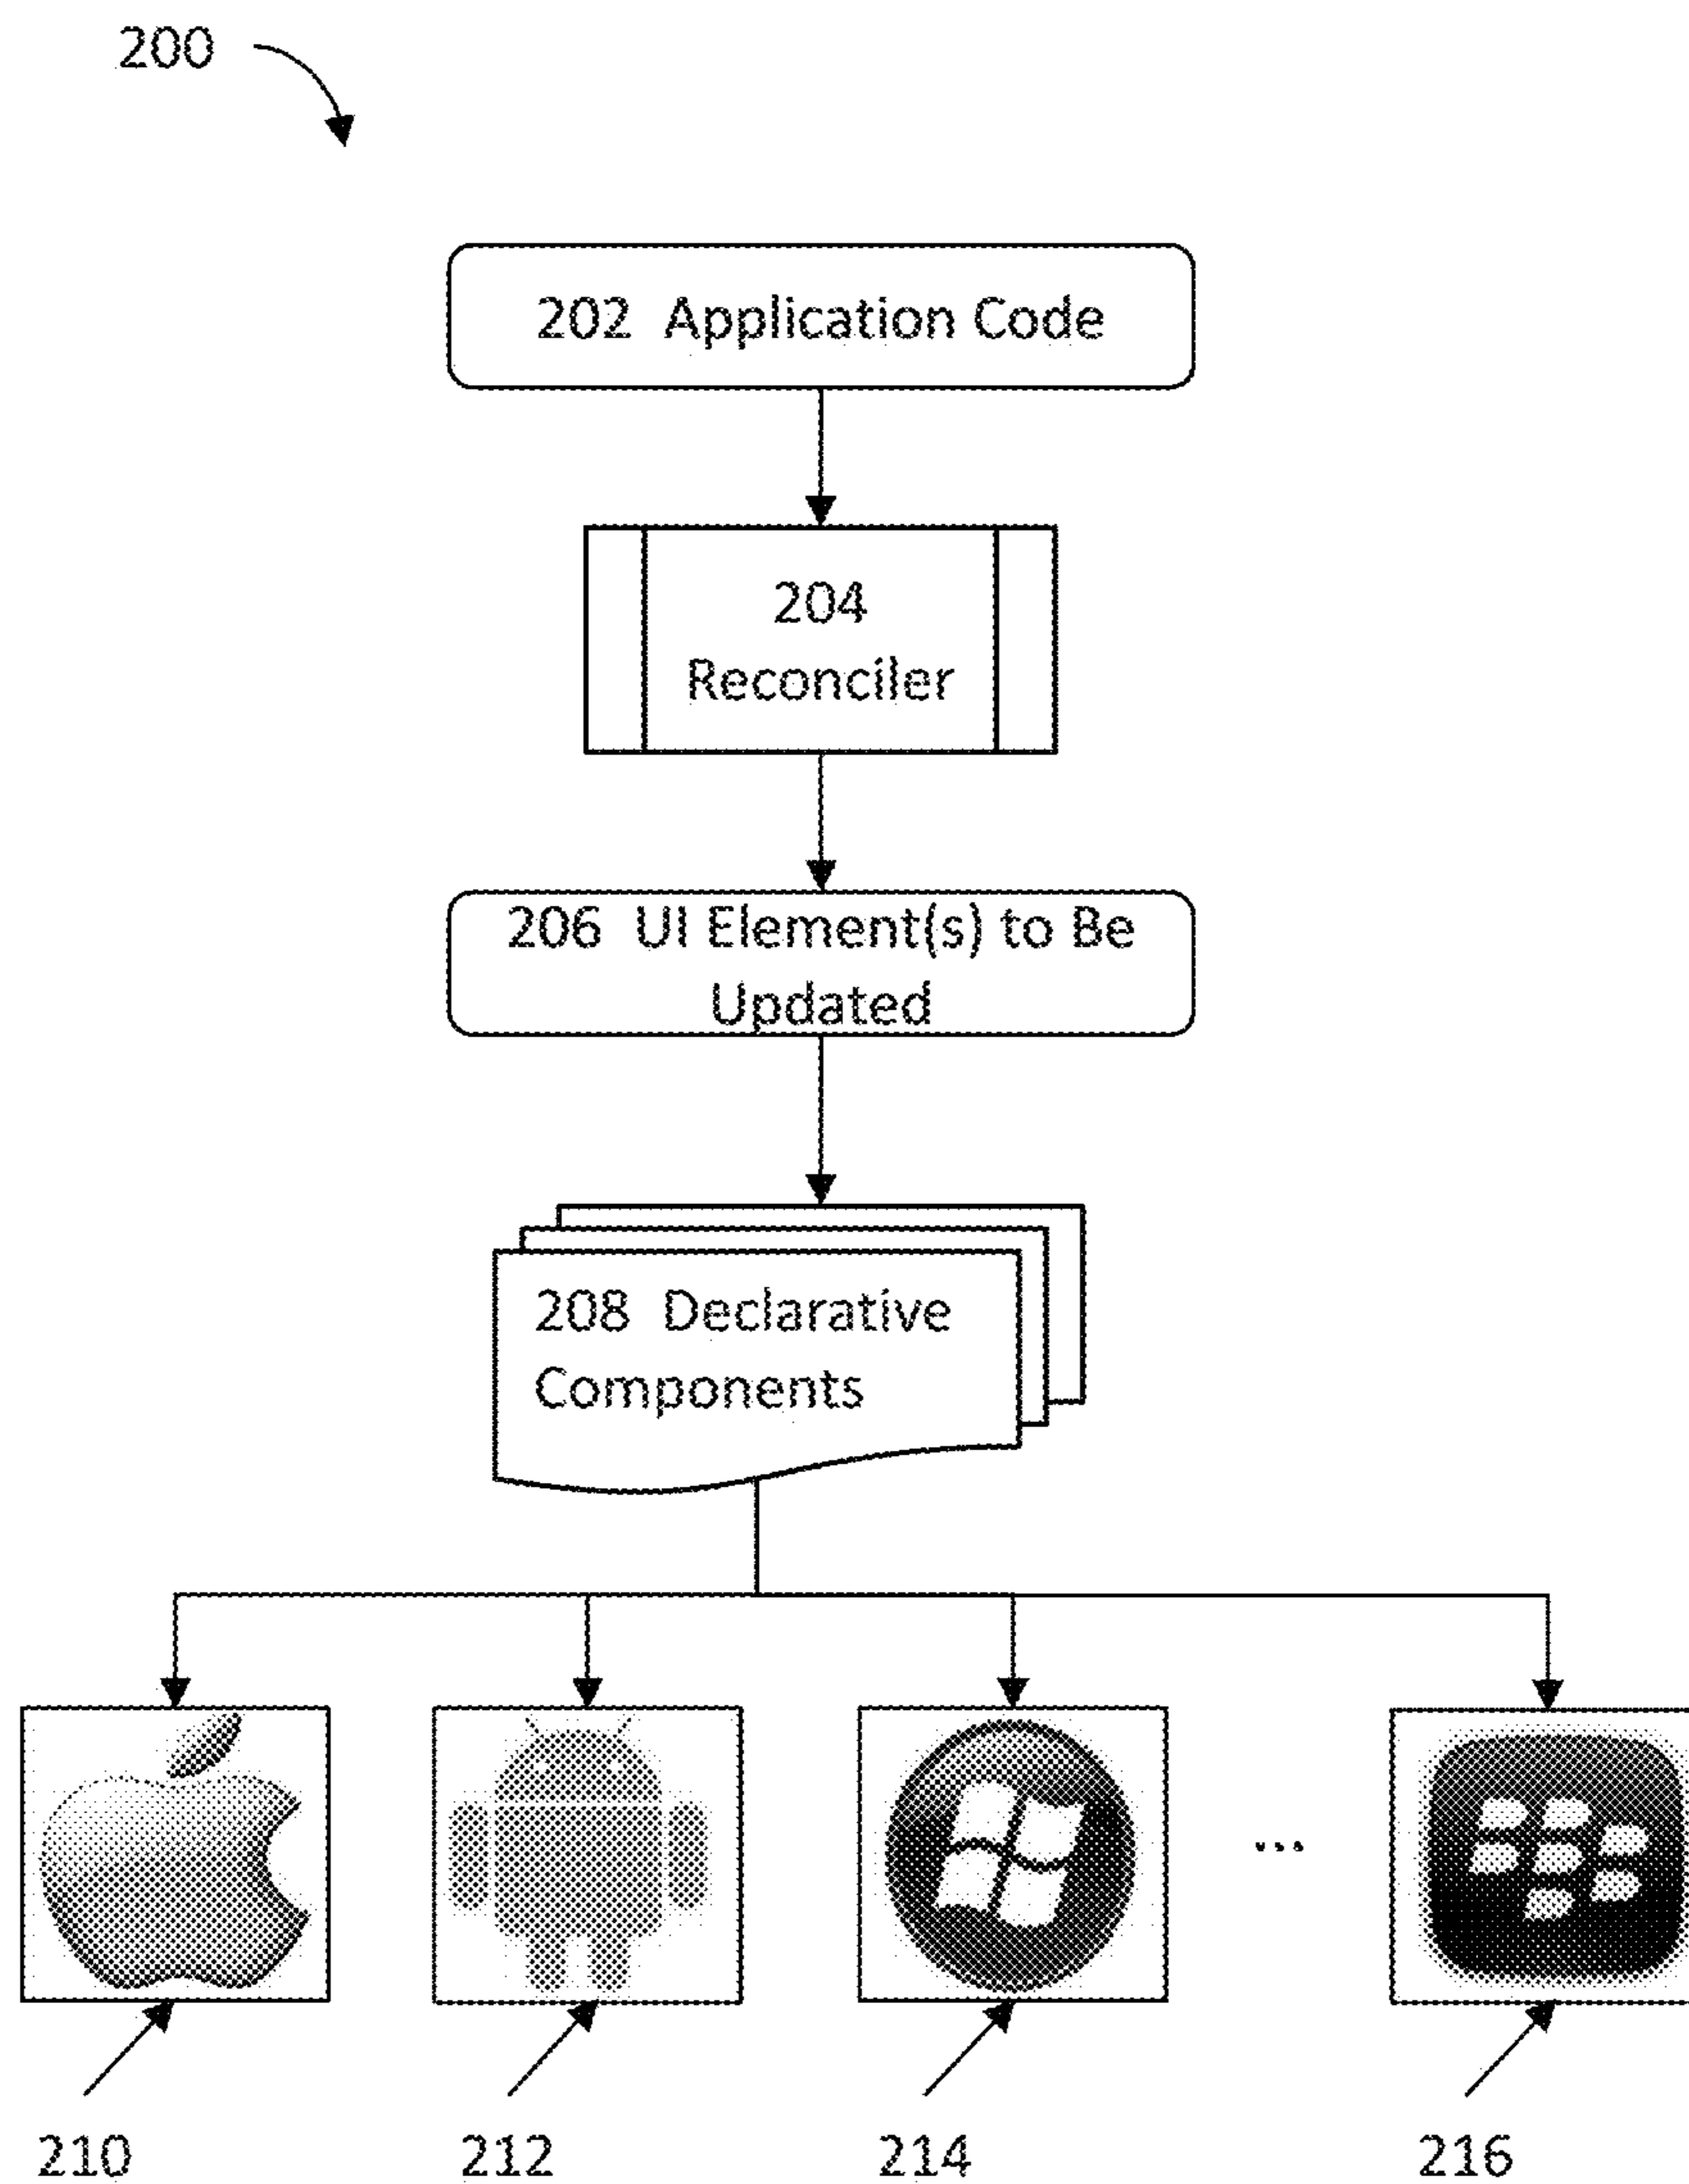 200
202 Application Code
204
Reconciler
206 UI Element(s) to Be
Updated
208 Declarative
Components
...
210
212
214
216